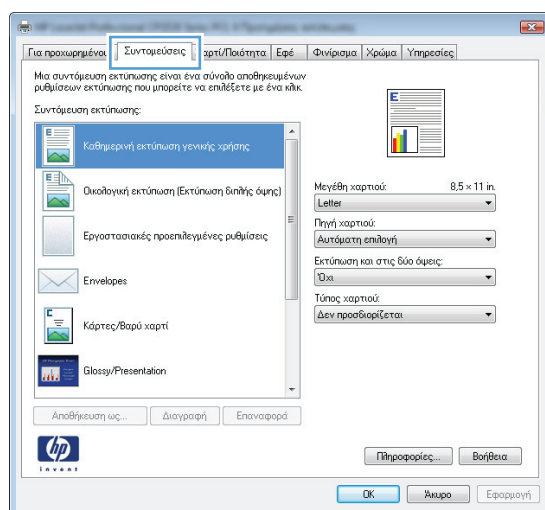 Για προχωρημένου Συντομεύσεις αρτί/Ποιότητα Εφέ Φινίρισμα Χρώμα Υπηρεσίες
Μια συντόμευση εκτύπωσης είναι ένα σύνολο αποθηκευμένων
ρυθμίσεων εκτύπωσης που μπορείτε να επιλέξετε με ένα κλικ.
Συντόμευση εκτύπωσης:
Καθημερινή εκτύπωση γενικής χρήσης
Οικολογική εκτύπωση (Εκτύπωση διπλής όψης)
Εργοστασιακές προεπιλεγμένες ρυθμίσεις
Envelopes
Κάρτες/Βαρύ χαρτί
Glossy/Presentation
Αποθήκευση ως... Διαγραφή Επαναφορά
E
Μεγέθη χαρτιού: 8,5 × 11 in.
Letter
Πηγή χαρτιού:
Αυτόματη επιλογή
Εκτύπωση και στις δύο όψεις:
Όχι
Τύπος χαρτιού:
Δεν προσδιορίζεται
hp
invent
Πληροφορίες... Βοήθεια
OK Άκυρο Εφαρμογή